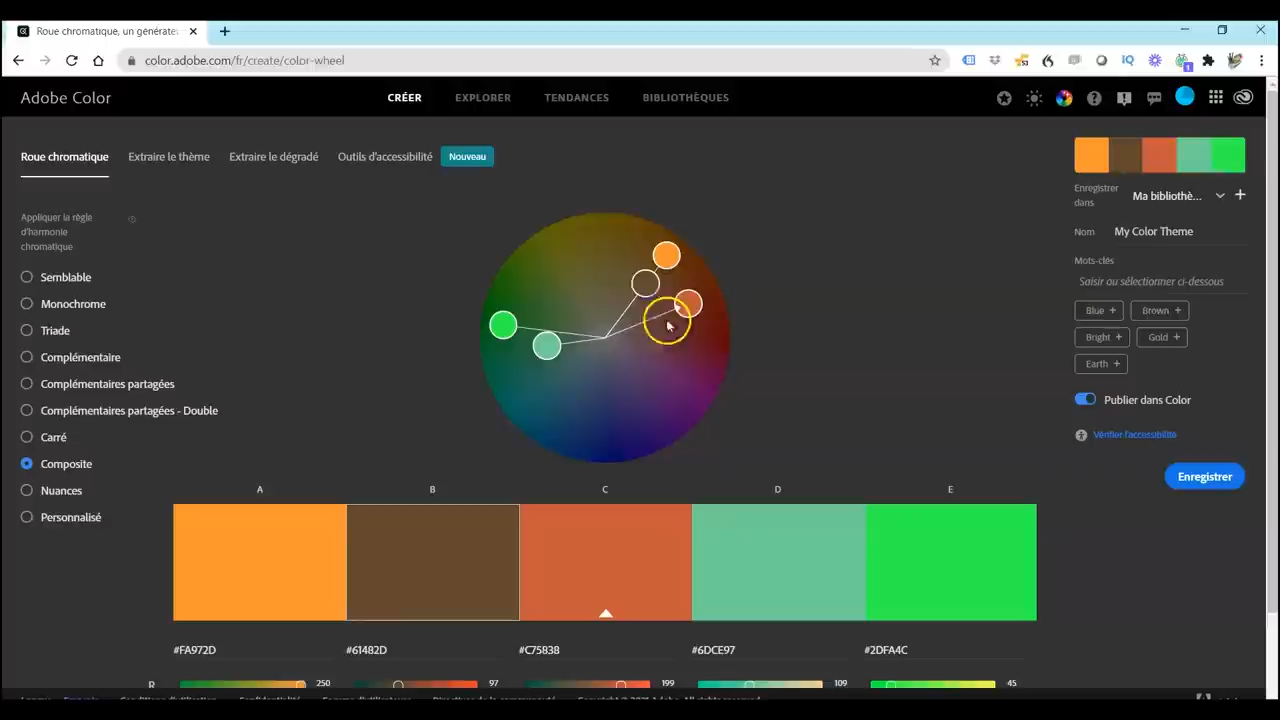 Roue chromatique, un générate
color.adobe.com/fr/create/color-wheel
Adobe Color
CRÉER
EXPLORER
TENDANCES
BIBLIOTHÈQUES
Roue chromatique
Extraire le thème
Extraire le dégradé
Outils d'accessibilité
Nouveau
Appliquer la règle
d'harmonie
chromatique
Semblable
Monochrome
Triade
Complémentaire
Complémentaires partagées
Complémentaires partagées - Double
Carré
Composite
Nuances
Personnalisé
Enregistrer
dans
Ma bibliothè...
Nom
My Color Theme
Mots-clés
Saisir ou sélectionner ci-dessous
Blue +
Brown +
Bright +
Gold +
Earth +
Publier dans Color
Vérifier l'accessibilité
Enregistrer
A B C D E
#FA972D
#61482D
#C75838
#6DCE97
#2DFA4C
R 250 97 199 109 45